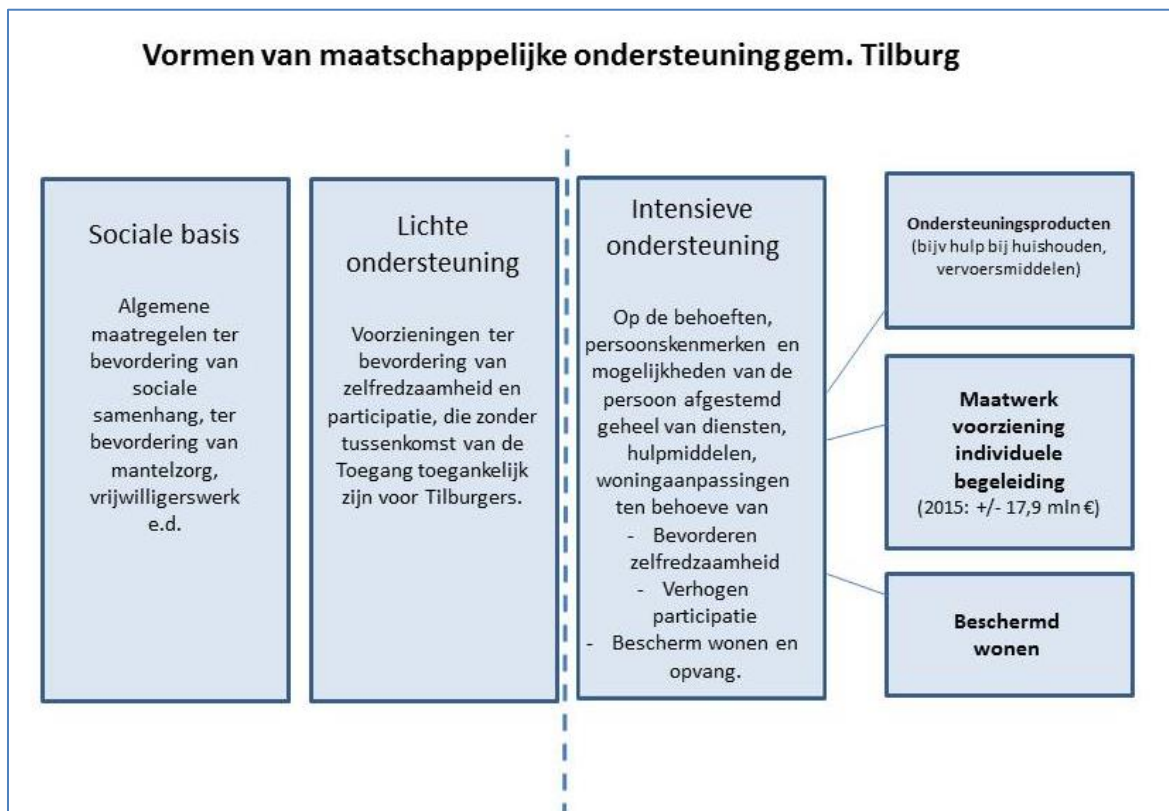 Vormen van maatschappelijke ondersteuning gem. Tilburg
Sociale basis
Algemene
maatregelen ter
bevordering van
sociale
samenhang, ter
bevordering van
mantelzorg,
vrijwilligerswerk
e.d.
Lichte
ondersteuning
Voorzieningen ter
bevordering van
zelfredzaamheid en
participatie, die zonder
tussenkomst van de
Toegang toegankelijk
zijn voor Tilburgers.
Intensieve
ondersteuning
Op de behoeften,
persoonskenmerken en
mogelijkheden van de
persoon afgestemd
geheel van diensten,
hulpmiddelen,
woningaanpassingen
ten behoeve van
- Bevorderen
zelfredzaamheid
- Verhogen
participatie
- Bescherm wonen en
opvang.
Ondersteuningsproducten
(bijv hulp bij huishouden,
vervoersmiddelen)
Maatwerk
voorziening
individuele
begeleiding
(2015: +/- 17,9 mln €)
Beschermd
wonen